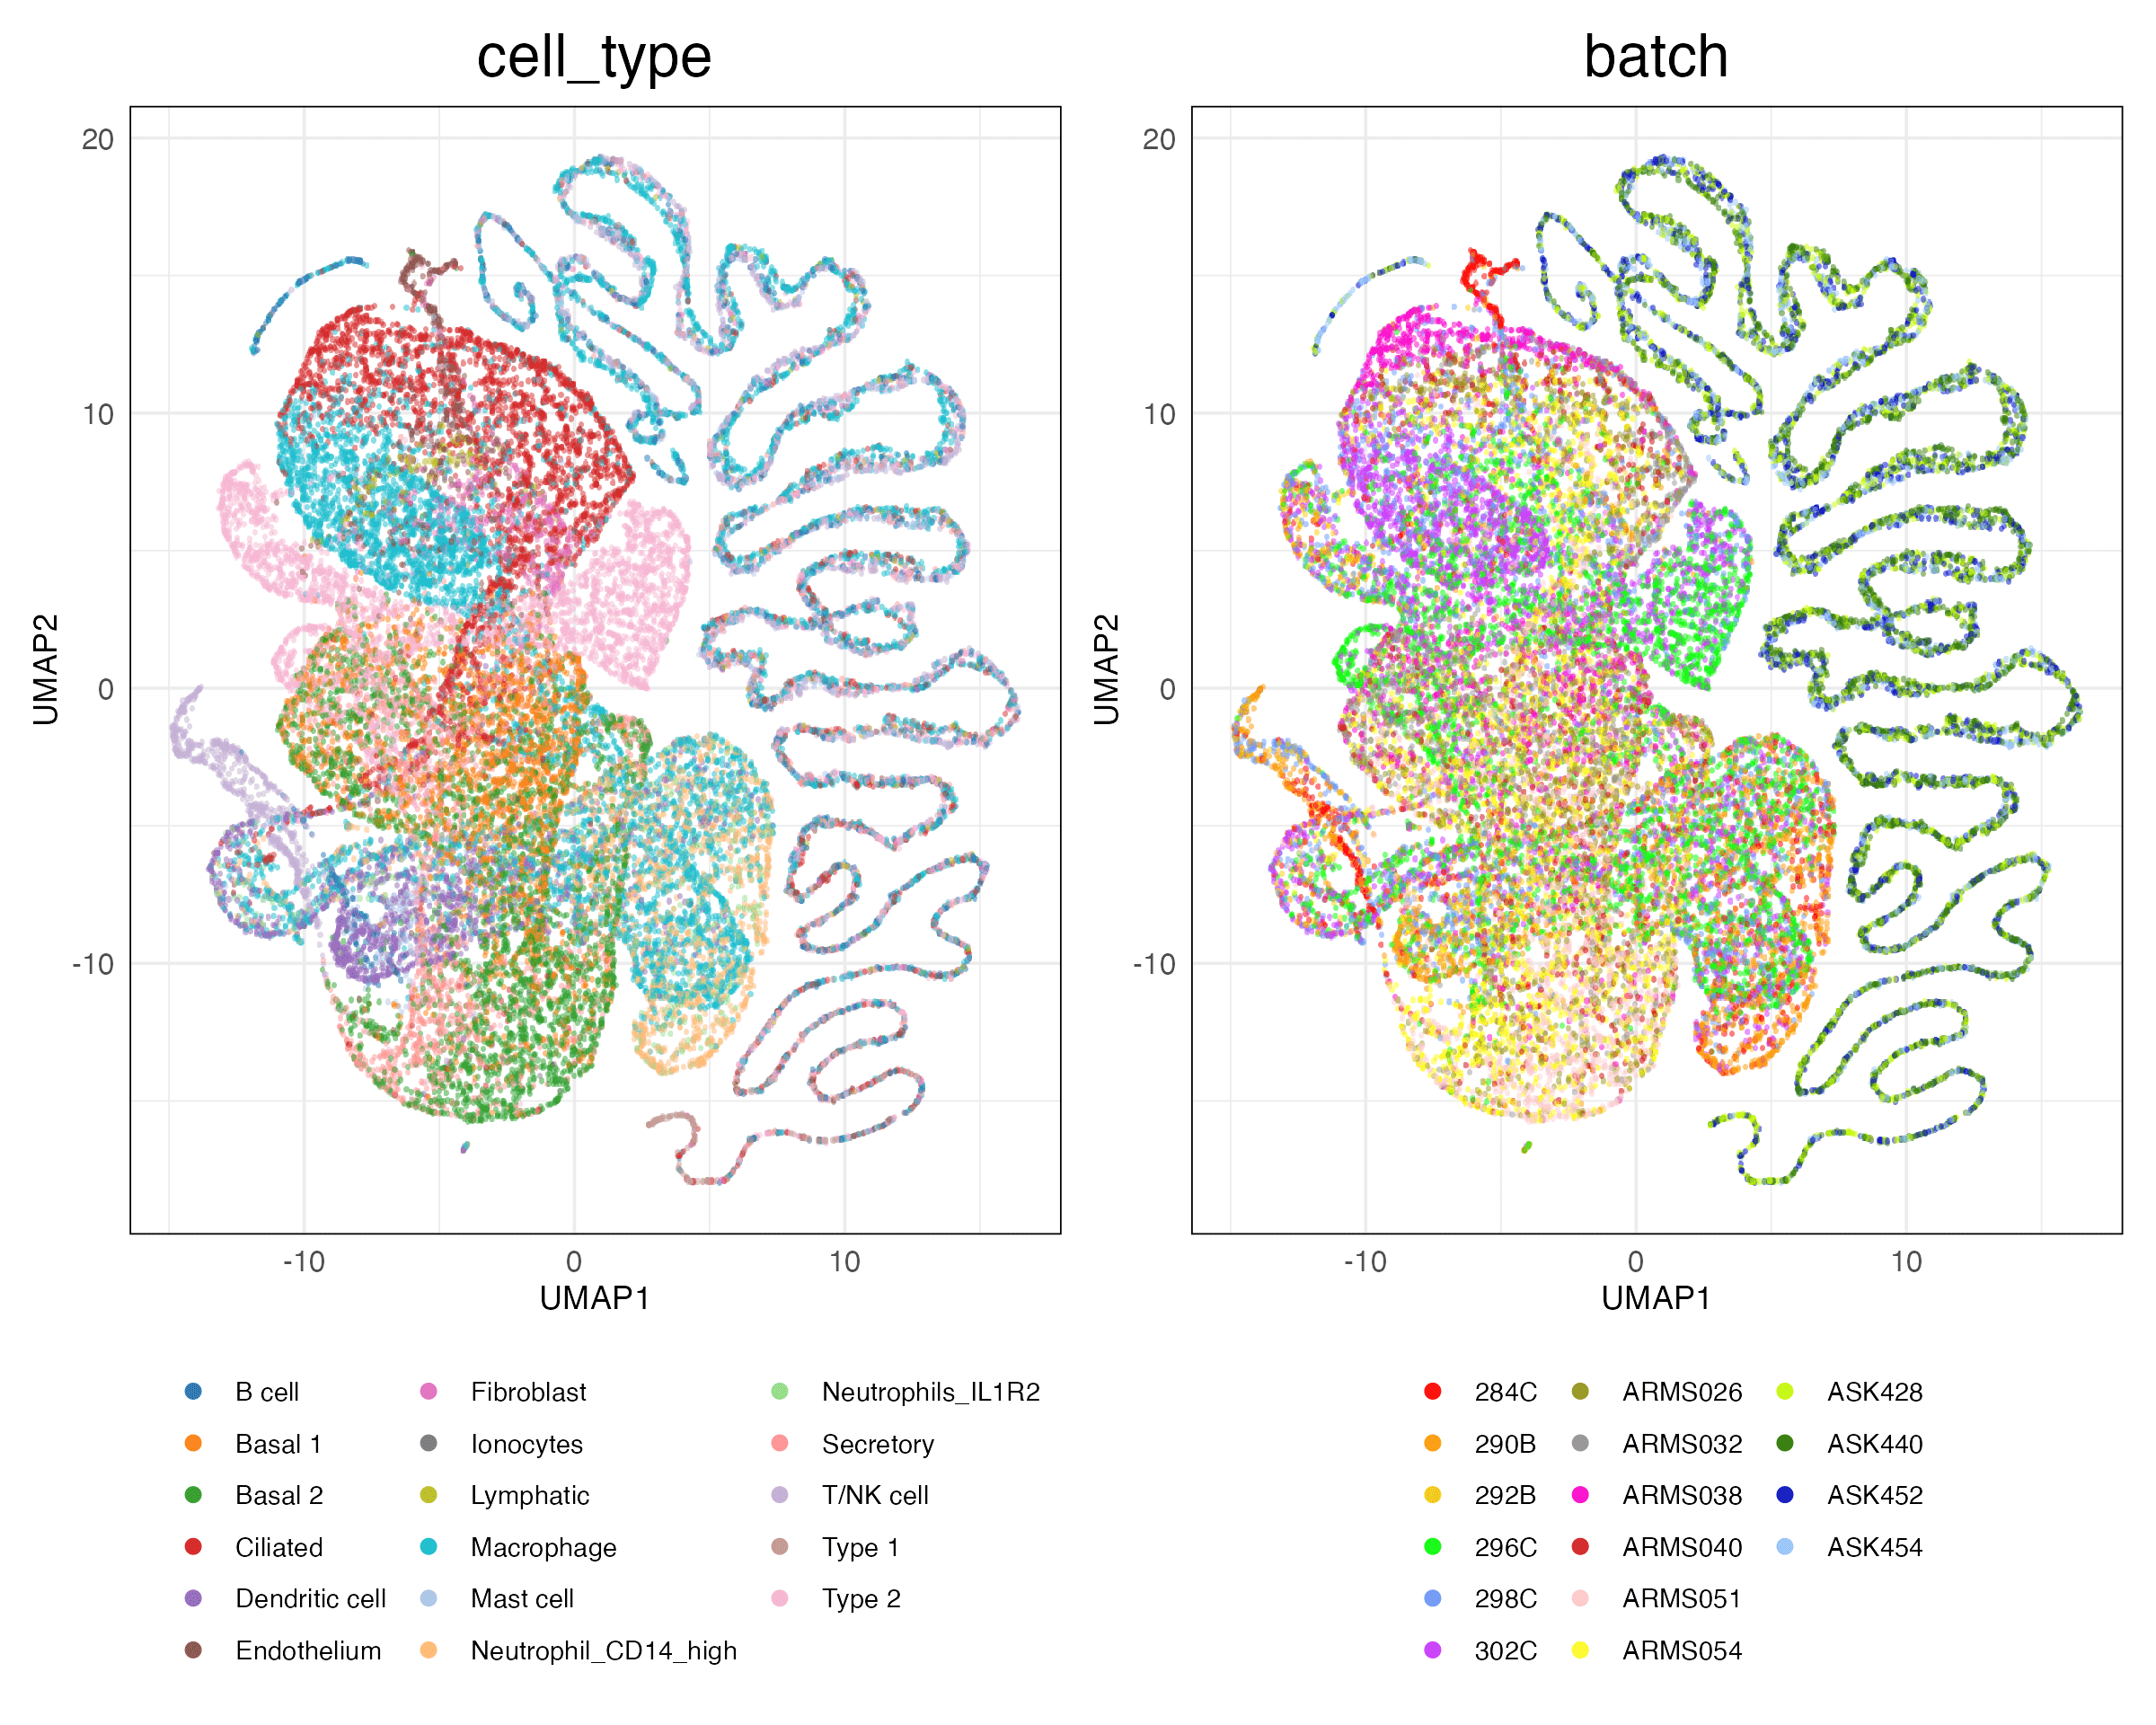 cell_type
batch
20
10
0
-10
UMAP2
-10 0 10
UMAP1
20
10
0
-10
UMAP2
-10 0 10
UMAP1
B cell
Basal 1
Basal 2
Ciliated
Dendritic cell
Endothelium
Fibroblast
Ionocytes
Lymphatic
Macrophage
Mast cell
Neutrophil_CD14_high
Neutrophils_IL1R2
Secretory
T/NK cell
Type 1
Type 2
284C
290B
292B
296C
298C
302C
ARMS026
ARMS032
ARMS038
ARMS040
ARMS051
ARMS054
ASK428
ASK440
ASK452
ASK454